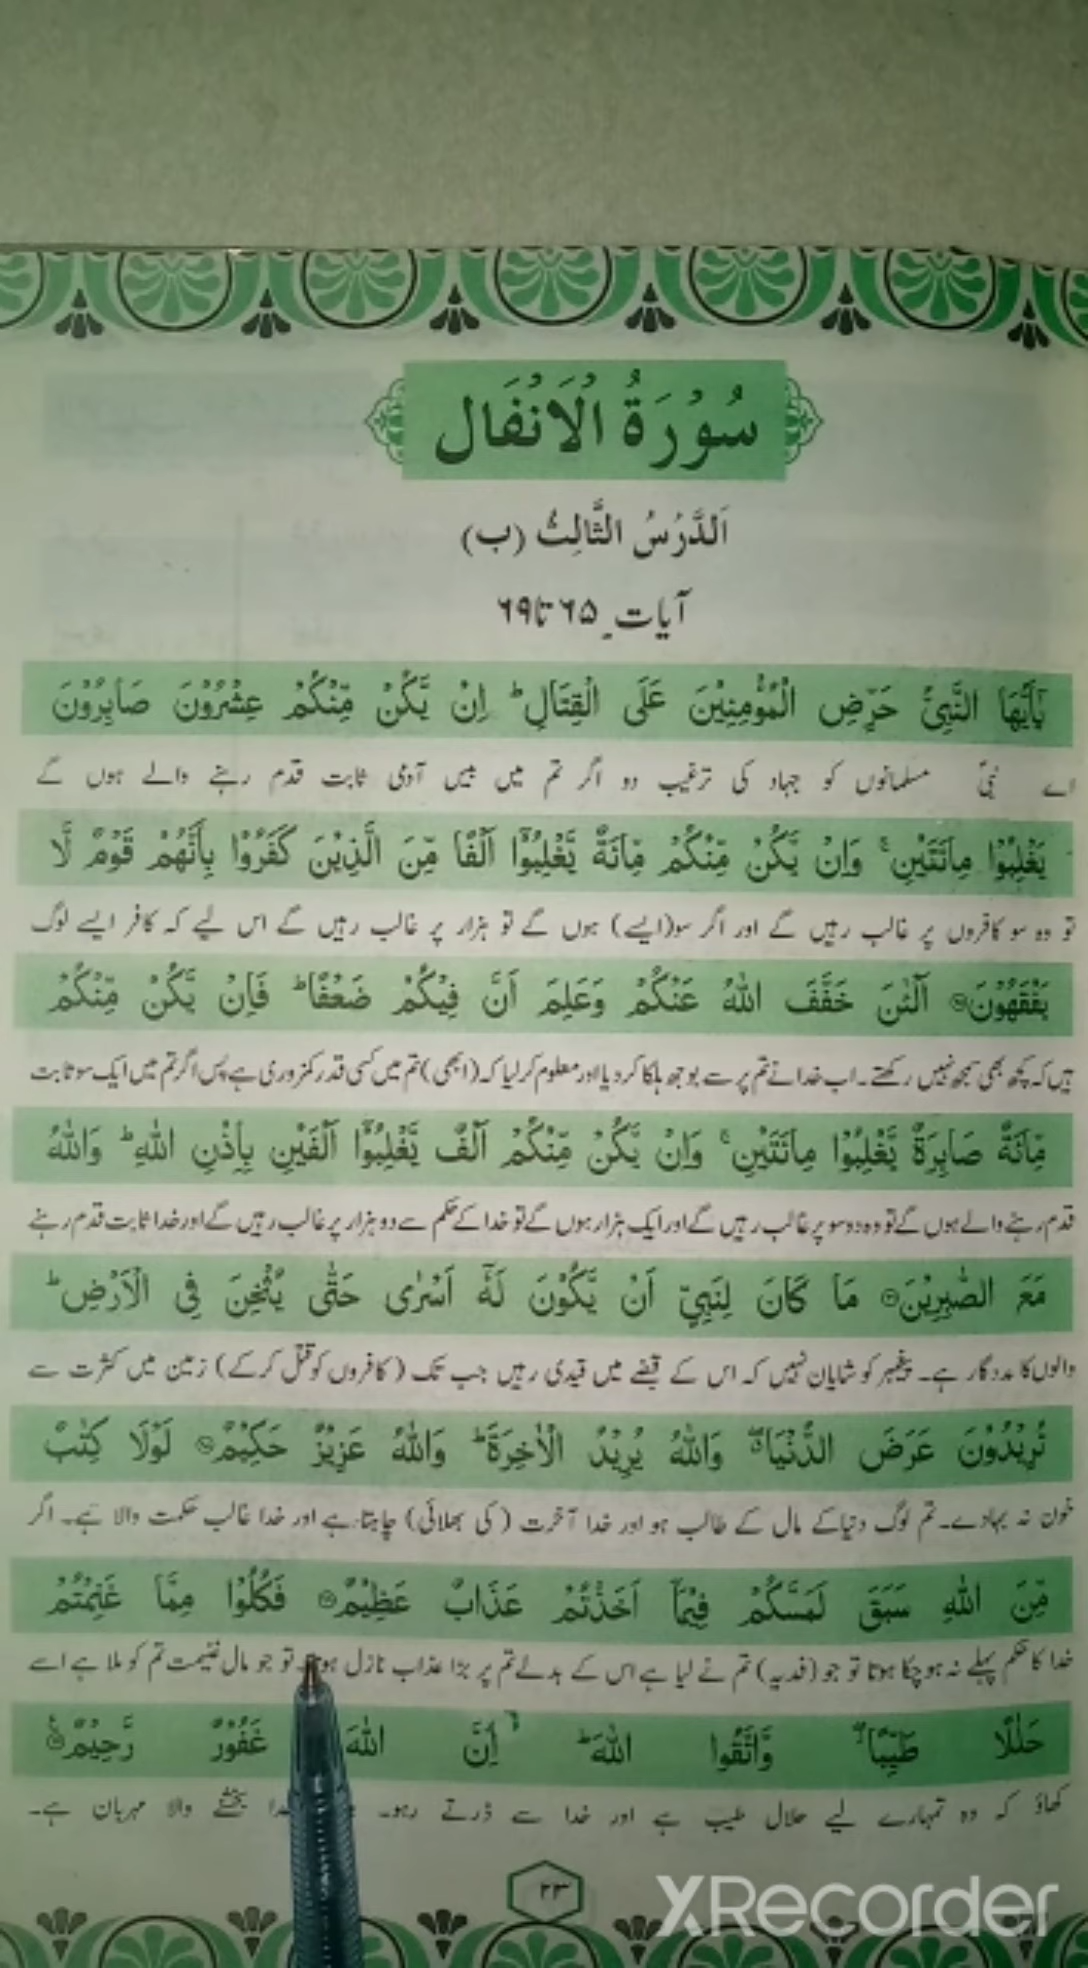 سُوْرَةُ الْاَنْفَال
اَلدَّرْسُ الثَّالِثُ (ب)
آیات ۔ ۶۵ تا ۶۹
يٰۤاَيُّهَا النَّبِيُّ حَرِّضِ الْمُؤْمِنِيْنَ عَلَى الْقِتَالِ ؕ اِنْ يَّكُنْ مِّنْكُمْ عِشْرُوْنَ صَابِرُوْنَ
اے نبیؐ مسلمانوں کو جہاد کی ترغیب دو اگر تم میں بیس آدمی ثابت قدم رہنے والے ہوں گے
يَغْلِبُوْا مِائَتَيْنِ ۚ وَاِنْ يَّكُنْ مِّنْكُمْ مِّائَةٌ يَّغْلِبُوْۤا اَلْفًا مِّنَ الَّذِيْنَ كَفَرُوْا بِاَنَّهُمْ قَوْمٌ لَّا
تو وہ سو کافروں پر غالب رہیں گے اور اگر سو(ایسے) ہوں گے تو ہزار پر غالب رہیں گے اس لیے کہ کافر ایسے لوگ
يَفْقَهُوْنَ۝ اَلْـٰٔنَ خَفَّفَ اللّٰهُ عَنْكُمْ وَعَلِمَ اَنَّ فِيْكُمْ ضَعْفًا ؕ فَاِنْ يَّكُنْ مِّنْكُمْ
ہیں کہ کچھ بھی سمجھ نہیں رکھتے۔ اب خدا نے تم پر سے بوجھ ہلکا کر دیا اور معلوم کر لیا کہ (ابھی) تم میں کسی قدر کمزوری ہے پس اگر تم میں ایک سو ثابت
مِّائَةٌ صَابِرَةٌ يَّغْلِبُوْا مِائَتَيْنِ ۚ وَاِنْ يَّكُنْ مِّنْكُمْ اَلْفٌ يَّغْلِبُوْۤا اَلْفَيْنِ بِاِذْنِ اللّٰهِ ؕ وَاللّٰهُ
قدم رہنے والے ہوں گے تو وہ دو سو پر غالب رہیں گے اور ایک ہزار ہوں گے تو خدا کے حکم سے دو ہزار پر غالب رہیں گے اور خدا ثابت قدم رہنے
مَعَ الصّٰبِرِيْنَ۝ مَا كَانَ لِنَبِيٍّ اَنْ يَّكُوْنَ لَهٗۤ اَسْرٰى حَتّٰى يُثْخِنَ فِى الْاَرْضِ ؕ
والوں کا مددگار ہے۔ پیغمبر کو شایان نہیں کہ اس کے قبضے میں قیدی رہیں جب تک (کافروں کو قتل کر کے) زمین میں کثرت سے
تُرِيْدُوْنَ عَرَضَ الدُّنْيَا ۖ وَاللّٰهُ يُرِيْدُ الْاٰخِرَةَ ؕ وَاللّٰهُ عَزِيْزٌ حَكِيْمٌ۝ لَوْلَا كِتٰبٌ
خون نہ بہا دے۔ تم لوگ دنیا کے مال کے طالب ہو اور خدا آخرت (کی بھلائی) چاہتا ہے اور خدا غالب حکمت والا ہے۔ اگر
مِّنَ اللّٰهِ سَبَقَ لَمَسَّكُمْ فِيْمَاۤ اَخَذْتُمْ عَذَابٌ عَظِيْمٌ۝ فَكُلُوْا مِمَّا غَنِمْتُمْ
خدا کا حکم پہلے نہ ہو چکا ہوتا تو جو (فدیہ) تم نے لیا ہے اس کے بدلے تم پر بڑا عذاب نازل تو جو مال غنیمت تم کو ملا ہے اسے
حَلٰلًا طَيِّبًا ۖ وَّاتَّقُوا اللّٰهَ ؕ اِنَّ اللّٰهَ غَفُوْرٌ رَّحِيْمٌ۝
کھاؤ کہ وہ تمہارے لیے حلال طیب ہے اور خدا سے ڈرتے رہو۔ بخشنے والا مہربان ہے۔
۲۳
XRecorder